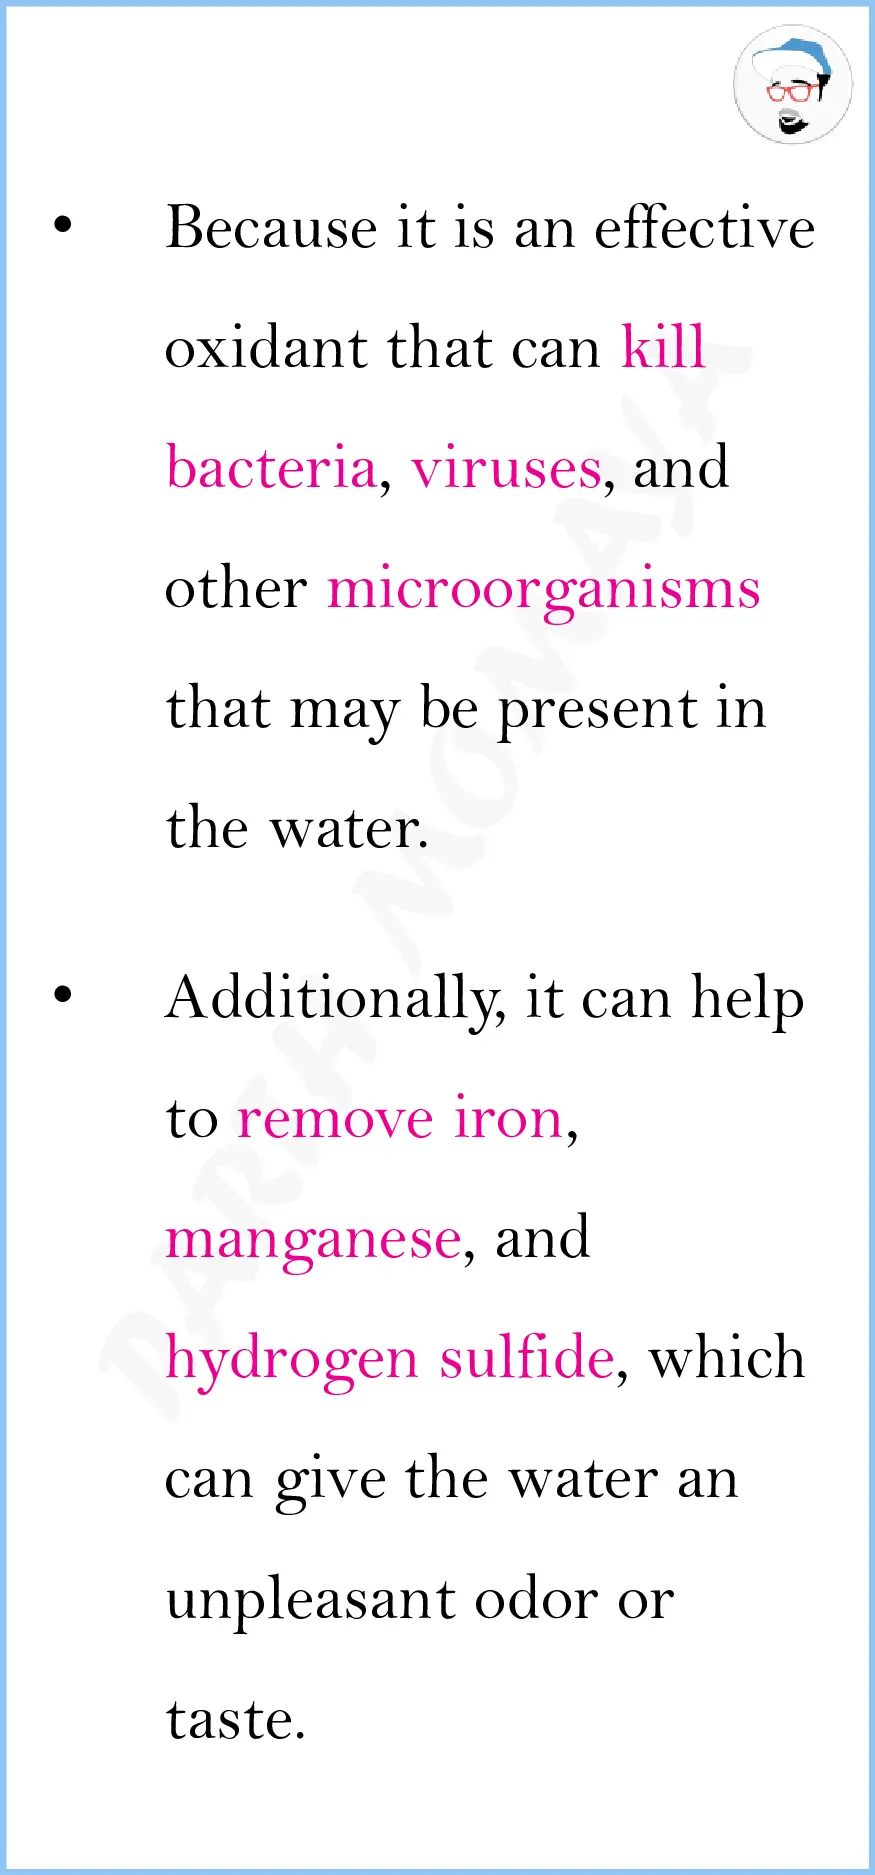 • Because it is an effective
oxidant that can kill
bacteria, viruses, and
other microorganisms
that may be present in
the water.
• Additionally, it can help
to remove iron,
manganese, and
hydrogen sulfide, which
can give the water an
unpleasant odor or
taste.
PARTH MOMAYA